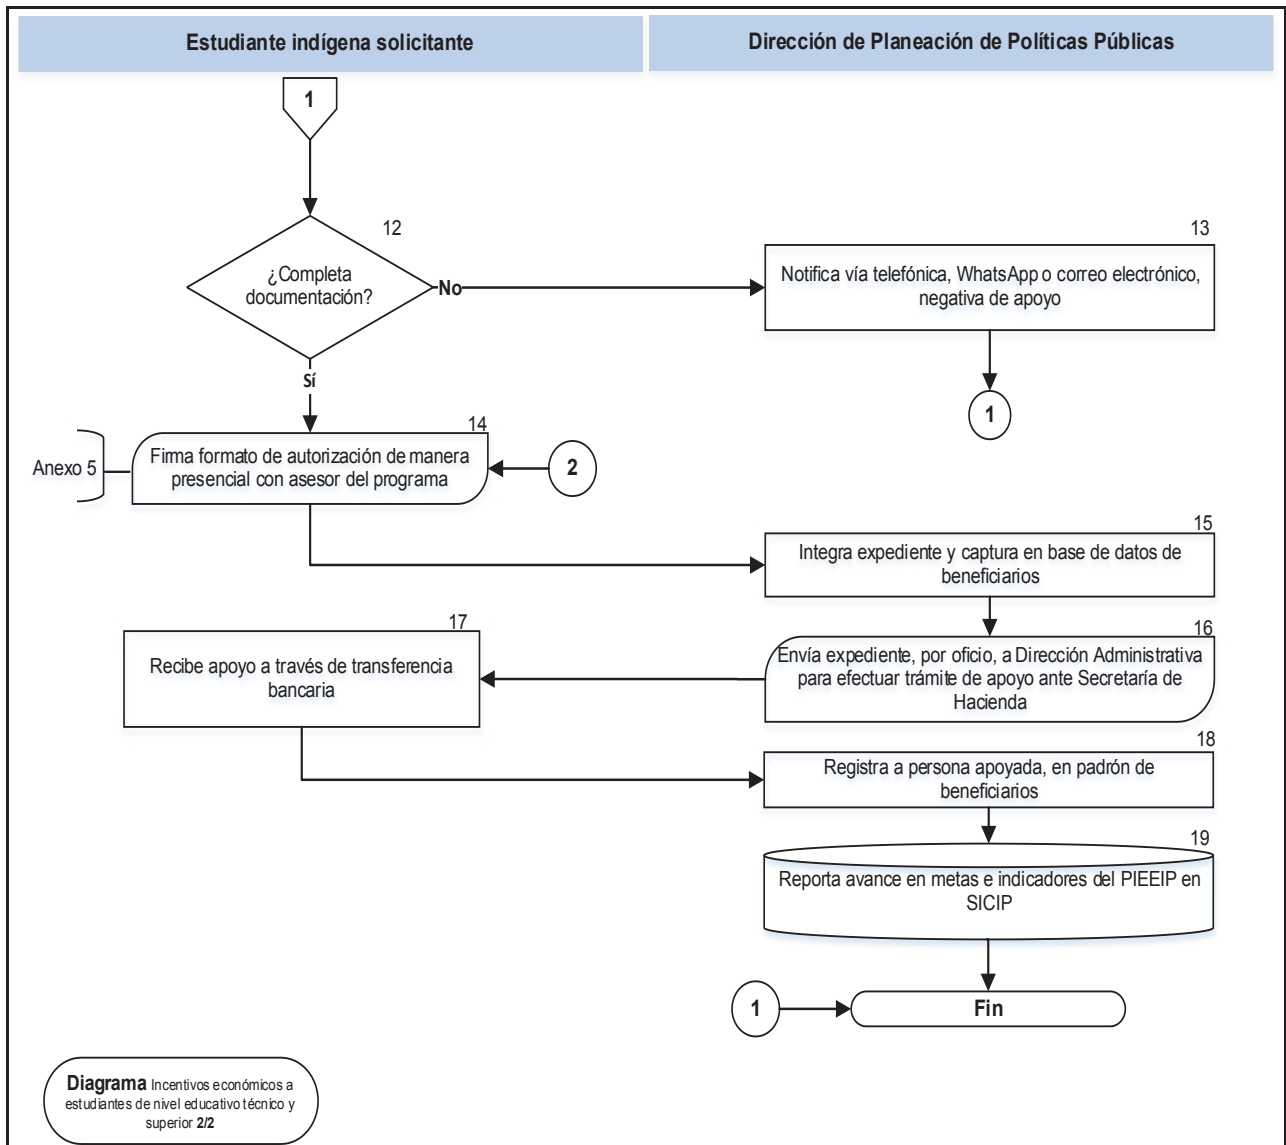 Estudiante indígena solicitante
Dirección de Planeación de Políticas Públicas
1
12
¿Completa
documentación?
No
13
Notifica vía telefónica, WhatsApp o correo electrónico,
negativa de apoyo
1
Sí
14
Anexo 5
Firma formato de autorización de manera
presencial con asesor del programa
2
15
Integra expediente y captura en base de datos de
beneficiarios
16
Envía expediente, por oficio, a Dirección Administrativa
para efectuar trámite de apoyo ante Secretaría de
Hacienda
17
Recibe apoyo a través de transferencia
bancaria
18
Registra a persona apoyada, en padrón de
beneficiarios
19
Reporta avance en metas e indicadores del PIEEIP en
SICIP
1
Fin
Diagrama Incentivos económicos a
estudiantes de nivel educativo técnico y
superior 2/2